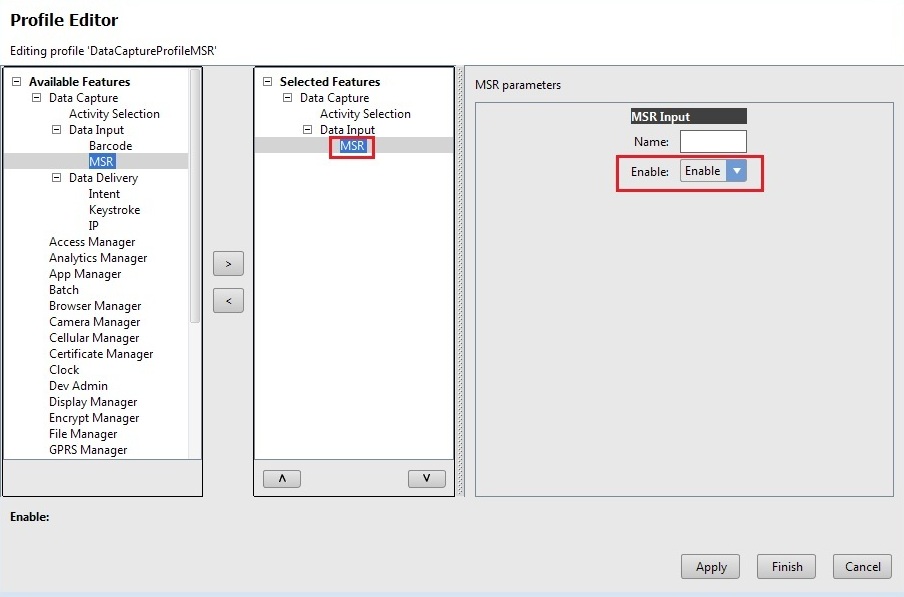 Profile Editor
Editing profile 'DataCaptureProfileMSR'
Available Features
Data Capture
Activity Selection
Data Input
Barcode
MSR
Data Delivery
Intent
Keystroke
IP
Access Manager
Analytics Manager
App Manager
Batch
Browser Manager
Camera Manager
Cellular Manager
Certificate Manager
Clock
Dev Admin
Display Manager
Encrypt Manager
File Manager
GPRS Manager
>
<
Selected Features
Data Capture
Activity Selection
Data Input
MSR
MSR parameters
MSR Input
Name:
Enable: Enable
Enable:
Apply Finish Cancel